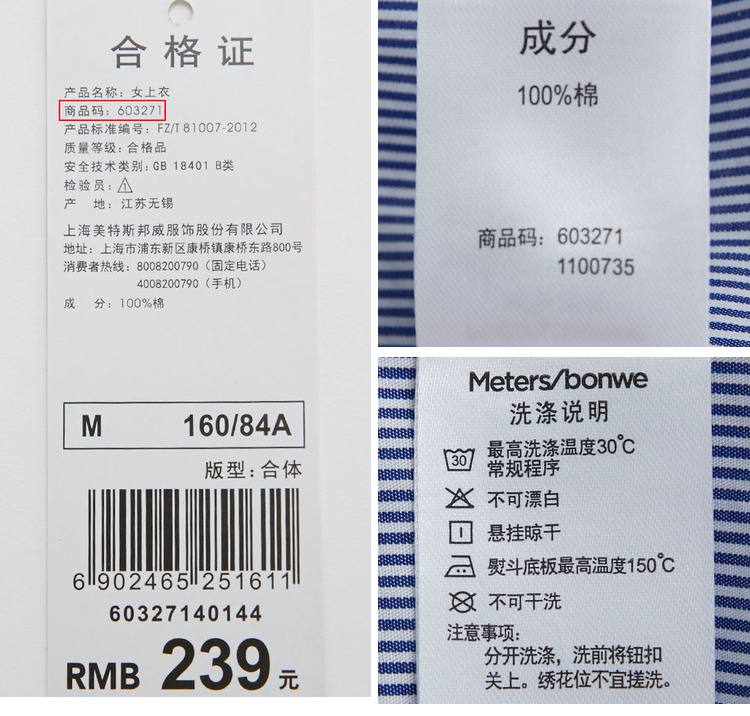 合格证
产品名称：女上衣
商品码：603271
产品标准编号：FZ/T 81007-2012
质量等级：合格品
安全技术类别：GB 18401 B类
检验员：1
产　地：江苏无锡
上海美特斯邦威服饰股份有限公司
地址：上海市浦东新区康桥镇康桥东路800号
消费者热线：8008200790（固定电话）
4008200790（手机）
成　分：100%棉
M 160/84A
版型：合体
6 902465 251611
60327140144
RMB 239 元
成分
100%棉
商品码：603271
1100735
Meters/bonwe
洗涤说明
30 最高洗涤温度30℃
常规程序
不可漂白
悬挂晾干
熨斗底板最高温度150℃
不可干洗
注意事项：
分开洗涤，洗前将钮扣
关上。绣花位不宜搓洗。